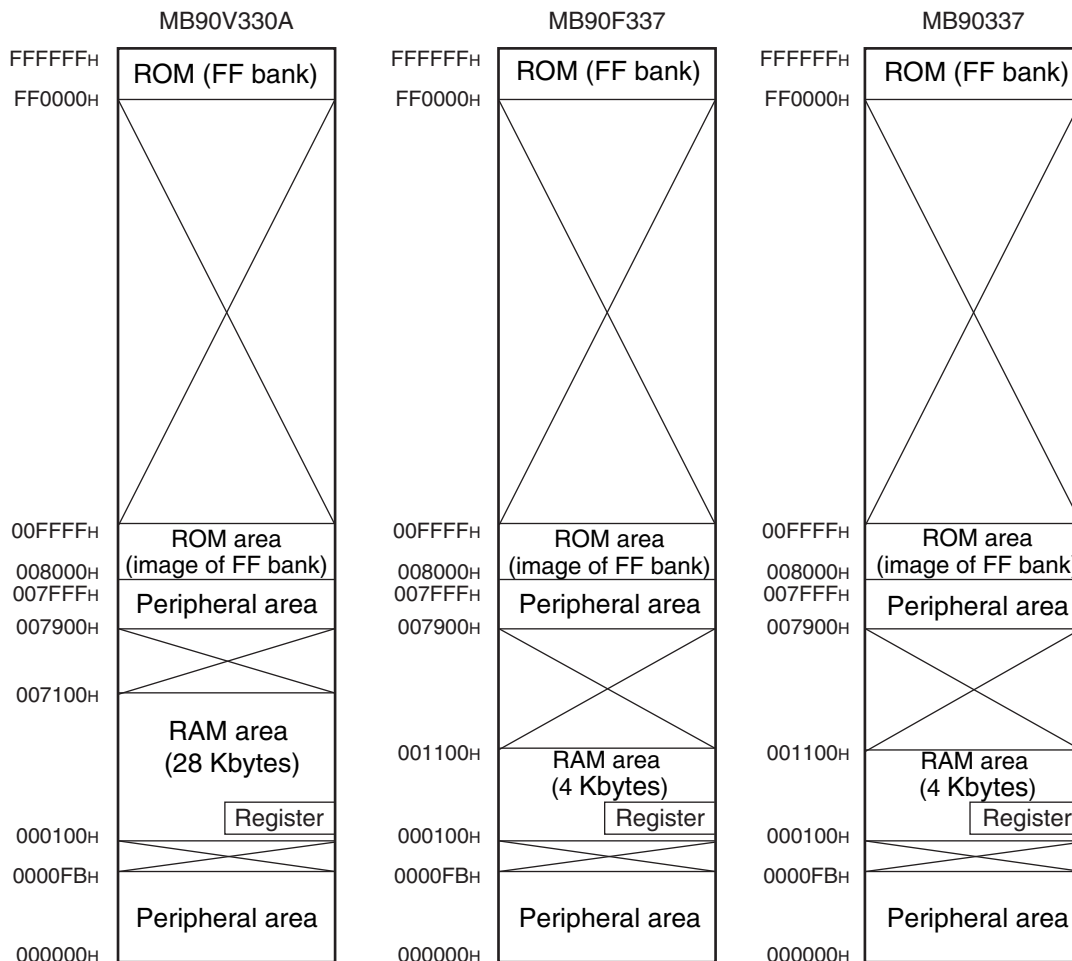 MB90V330A
FFFFFFH
ROM (FF bank)
FF0000H
00FFFFH
ROM area
(image of FF bank)
008000H
007FFFH
Peripheral area
007900H
007100H
RAM area
(28 Kbytes)
Register
000100H
0000FBH
Peripheral area
000000H
MB90F337
FFFFFFH
ROM (FF bank)
FF0000H
00FFFFH
ROM area
(image of FF bank)
008000H
007FFFH
Peripheral area
007900H
001100H
RAM area
(4 Kbytes)
Register
000100H
0000FBH
Peripheral area
000000H
MB90337
FFFFFFH
ROM (FF bank)
FF0000H
00FFFFH
ROM area
(image of FF bank)
008000H
007FFFH
Peripheral area
007900H
001100H
RAM area
(4 Kbytes)
Register
000100H
0000FBH
Peripheral area
000000H